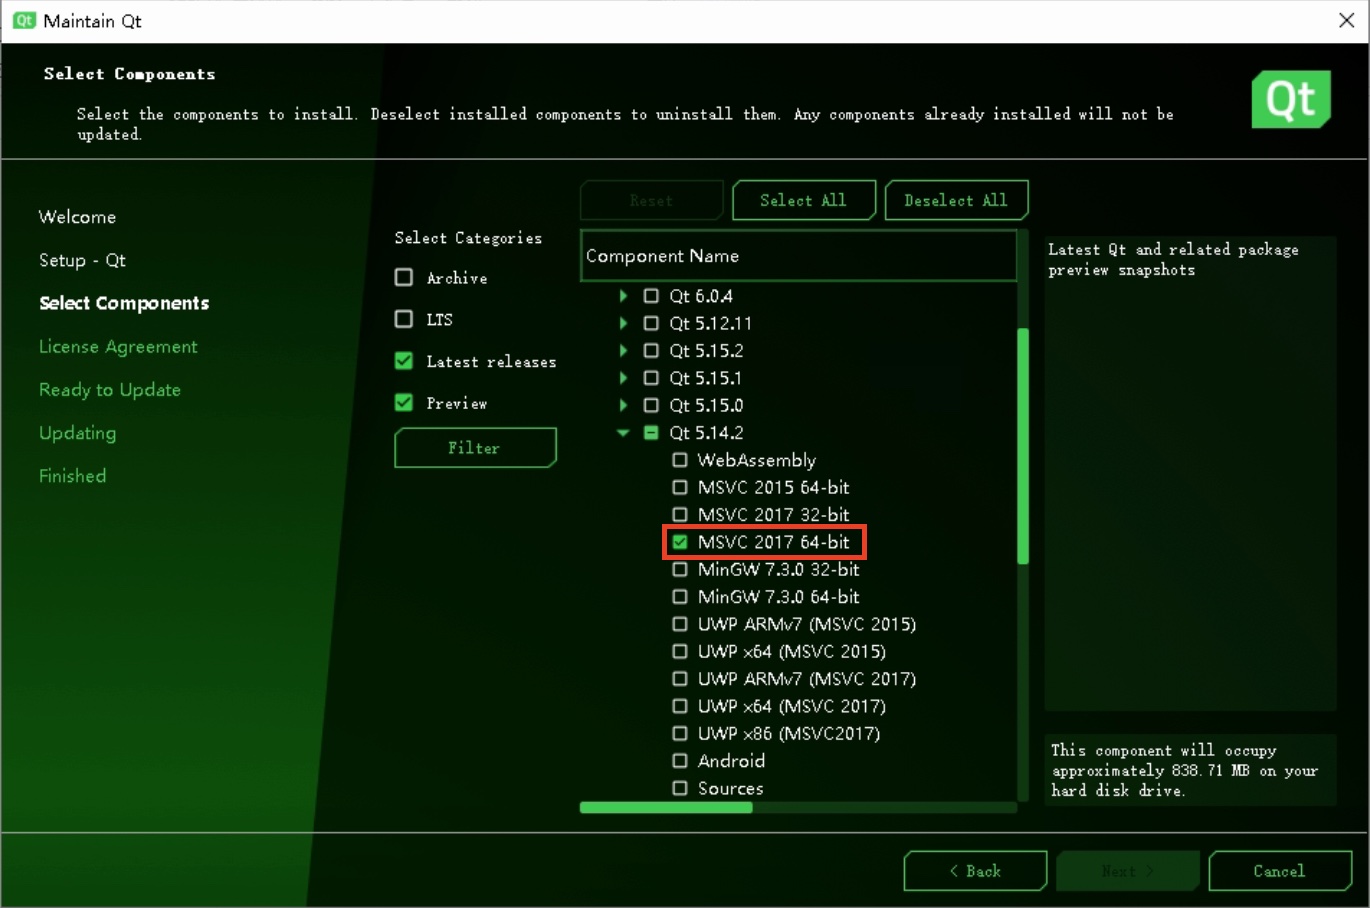 Qt Maintain Qt
Select Components
Select the components to install. Deselect installed components to uninstall them. Any components already installed will not be
updated.
Qt
Welcome
Setup - Qt
Select Components
License Agreement
Ready to Update
Updating
Finished
Select Categories
Archive
LTS
Latest releases
Preview
Filter
Reset
Select All
Deselect All
Component Name
Qt 6.0.4
Qt 5.12.11
Qt 5.15.2
Qt 5.15.1
Qt 5.15.0
Qt 5.14.2
WebAssembly
MSVC 2015 64-bit
MSVC 2017 32-bit
MSVC 2017 64-bit
MinGW 7.3.0 32-bit
MinGW 7.3.0 64-bit
UWP ARMv7 (MSVC 2015)
UWP x64 (MSVC 2015)
UWP ARMv7 (MSVC 2017)
UWP x64 (MSVC 2017)
UWP x86 (MSVC2017)
Android
Sources
Latest Qt and related package
preview snapshots
This component will occupy
approximately 838.71 MB on your
hard disk drive.
< Back
Next >
Cancel